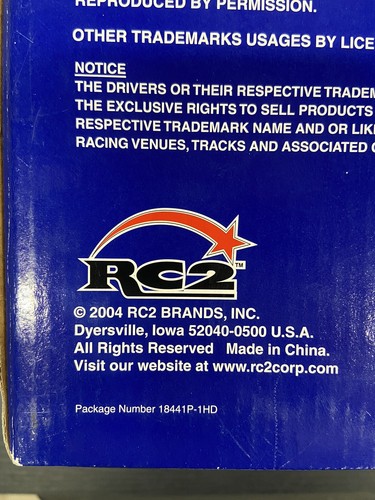 REPRODUCED BY PERMISSION.
OTHER TRADEMARKS USAGES BY LICE
NOTICE
THE DRIVERS OR THEIR RESPECTIVE TRADEM
THE EXCLUSIVE RIGHTS TO SELL PRODUCTS
RESPECTIVE TRADEMARK NAME AND OR LIK
RACING VENUES, TRACKS AND ASSOCIATED
RC2 ™
© 2004 RC2 BRANDS, INC.
Dyersville, Iowa 52040-0500 U.S.A.
All Rights Reserved Made in China.
Visit our website at www.rc2corp.com
Package Number 18441P-1HD